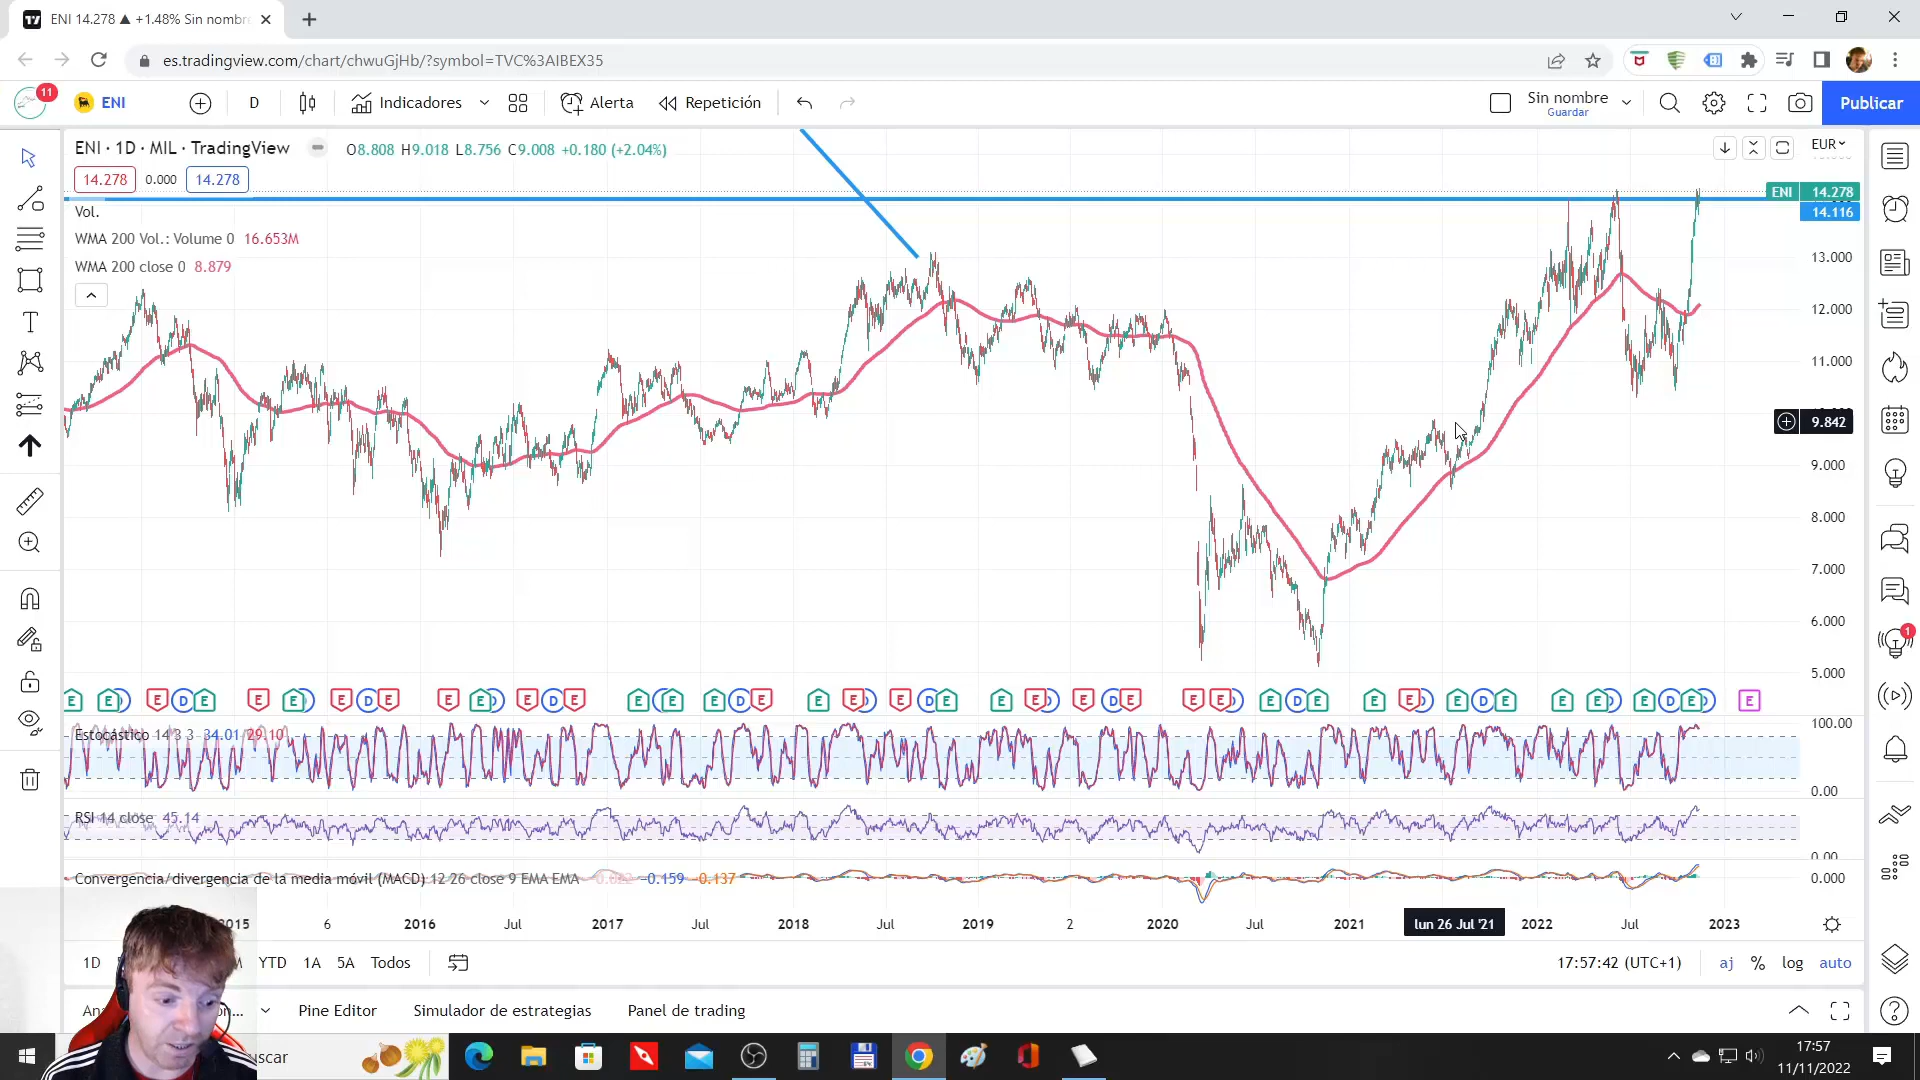 ENI 14.278 ▲ +1.48% Sin nombr
es.tradingview.com/chart/chwuGjHb/?symbol=TVC%3AIBEX35
11
ENI
D
Indicadores
Alerta
Repetición
Sin nombre
Guardar
Publicar
ENI · 1D · MIL · TradingView
O8.808 H9.018 L8.756 C9.008 +0.180 (+2.04%)
EUR
14.278
0.000
14.278
ENI 14.278
14.116
Vol.
WMA 200 Vol.: Volume 0 16.653M
WMA 200 close 0 8.879
13.000
12.000
11.000
9.842
9.000
8.000
7.000
6.000
5.000
1
E E D E D E E E D E D E E E D E D E E D E E D E E E D E D E E E D E D E E E D E D E E D E E E D E D E E E D E D E
100.00
Estocástico 14 3 3 34.01 29.10
0.00
RSI 14 close 45.14
0.00
Convergencia/divergencia de la media móvil (MACD) 12 26 close 9 EMA EMA −0.159 −0.137
0.000
2015 6 2016 Jul 2017 Jul 2018 Jul 2019 2 2020 Jul 2021 lun 26 Jul '21 2022 Jul 2023
1D YTD 1A 5A Todos
17:57:42 (UTC+1) aj % log auto
Pine Editor Simulador de estrategias Panel de trading
17:57
11/11/2022